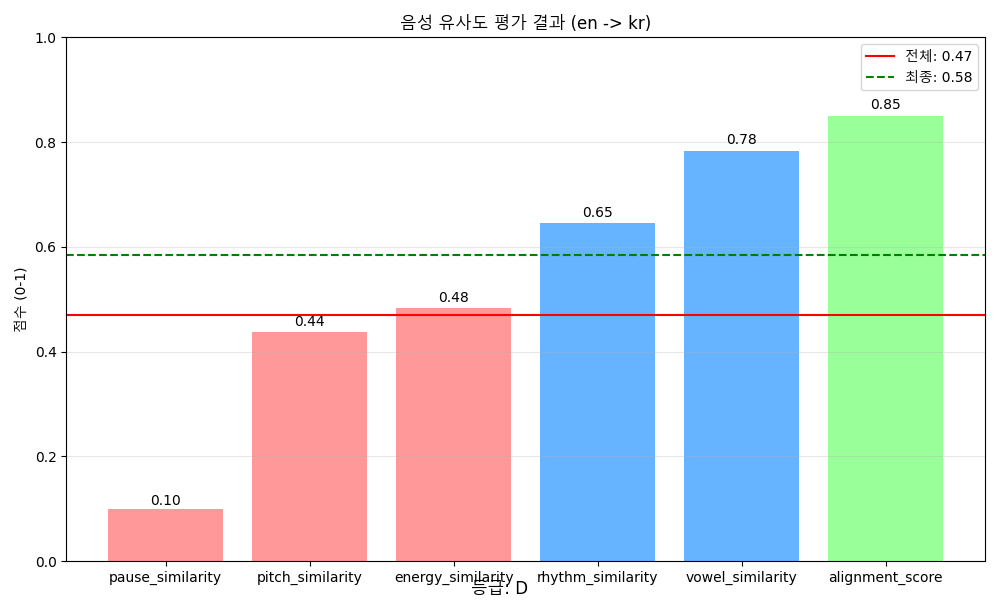 음성 유사도 평가 결과 (en -> kr)
전체: 0.47
최종: 0.58
점수 (0-1)
1.0
0.8
0.6
0.4
0.2
0.0
0.10
0.44
0.48
0.65
0.78
0.85
pause_similarity pitch_similarity energy_similarity rhythm_similarity vowel_similarity alignment_score
등급: D